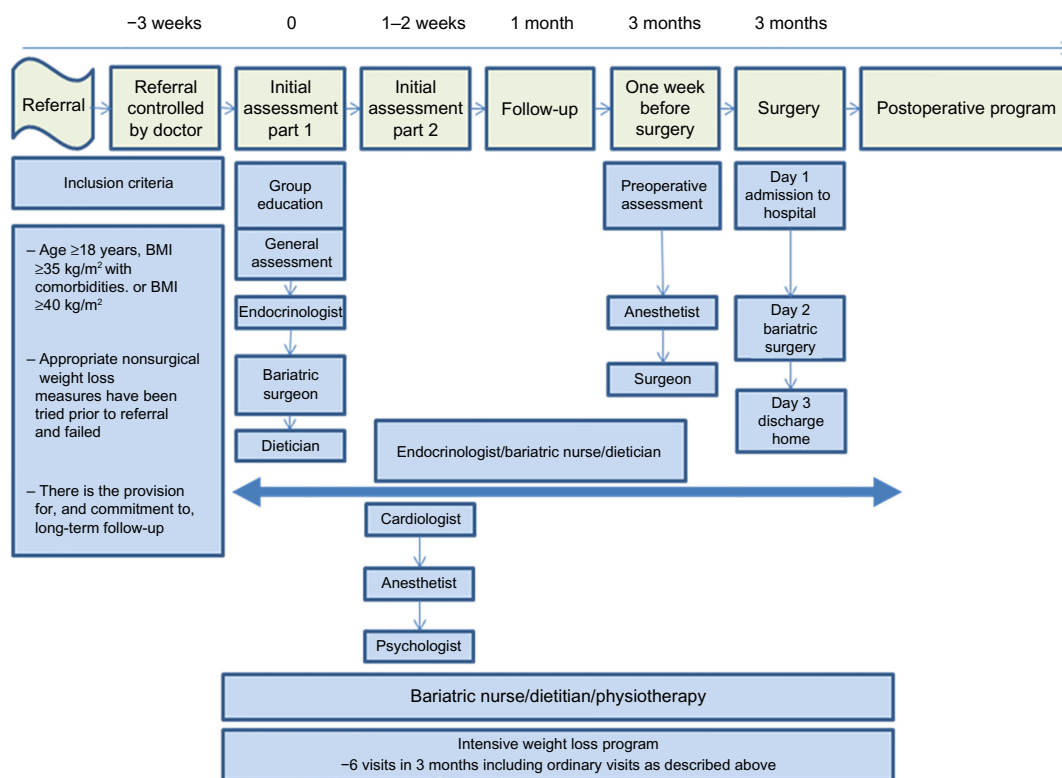 −3 weeks
0
1–2 weeks
1 month
3 months
3 months
Referral
Referral
controlled
by doctor
Initial
assessment
part 1
Initial
assessment
part 2
Follow-up
One week
before
surgery
Surgery
Postoperative program
Inclusion criteria
– Age ≥18 years, BMI
≥35 kg/m² with
comorbidities. or BMI
≥40 kg/m²
– Appropriate nonsurgical
weight loss
measures have been
tried prior to referral
and failed
– There is the provision
for, and commitment to,
long-term follow-up
Group
education
General
assessment
Endocrinologist
Bariatric
surgeon
Dietician
Preoperative
assessment
Anesthetist
Surgeon
Day 1
admission to
hospital
Day 2
bariatric
surgery
Day 3
discharge
home
Endocrinologist/bariatric nurse/dietician
Cardiologist
Anesthetist
Psychologist
Bariatric nurse/dietitian/physiotherapy
Intensive weight loss program
−6 visits in 3 months including ordinary visits as described above